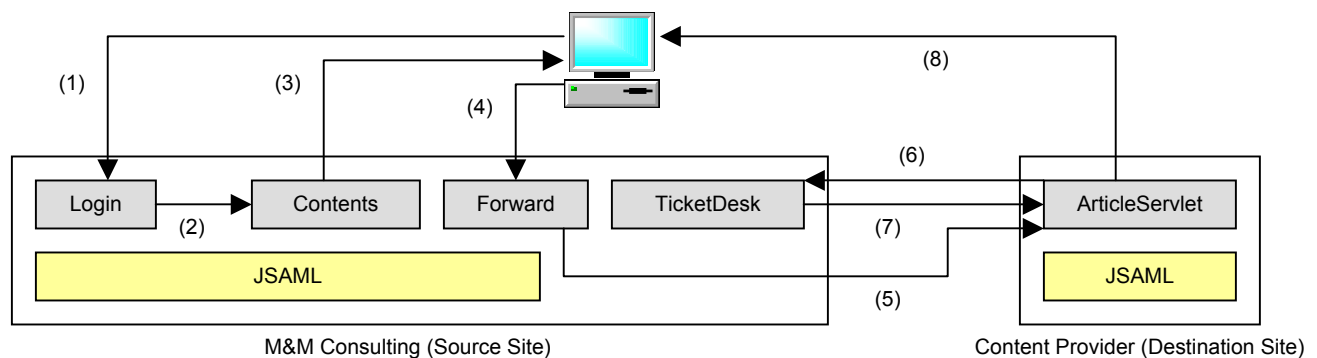 (1)
(3)
(4)
(8)
(6)
Login
(2)
Contents
Forward
TicketDesk
(7)
ArticleServlet
JSAML
(5)
JSAML
M&M Consulting (Source Site)
Content Provider (Destination Site)